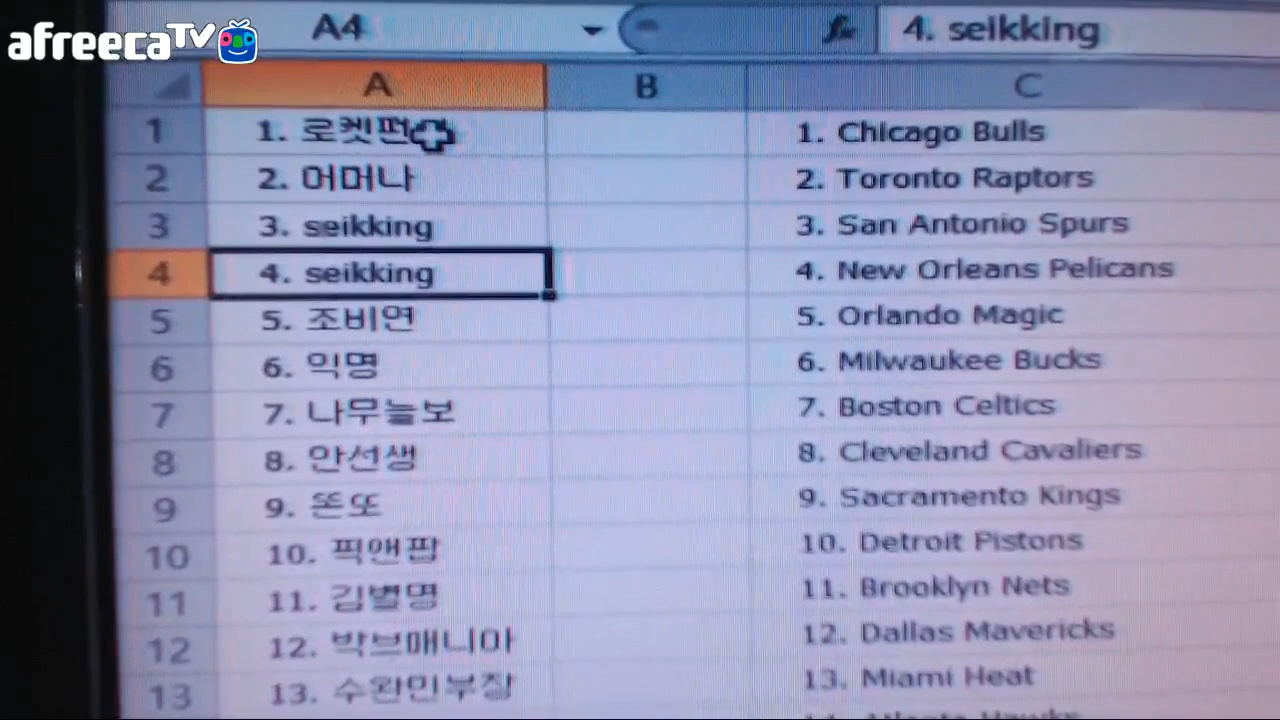 afreecaTV
A4
fx
4. seikking
A
B
C
1 1. 로켓펀 1. Chicago Bulls
2 2. 어머나 2. Toronto Raptors
3 3. seikking 3. San Antonio Spurs
4 4. seikking 4. New Orleans Pelicans
5 5. 조비연 5. Orlando Magic
6 6. 익명 6. Milwaukee Bucks
7 7. 나무늘보 7. Boston Celtics
8 8. 안선생 8. Cleveland Cavaliers
9 9. 똔또 9. Sacramento Kings
10 10. 픽앤팝 10. Detroit Pistons
11 11. 김별명 11. Brooklyn Nets
12 12. 박브매니아 12. Dallas Mavericks
13 13. 수완민부장 13. Miami Heat
14. Atlanta Hawks